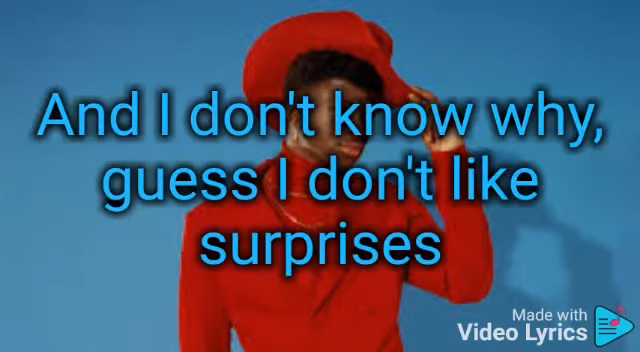 And I don't know why,
guess I don't like
surprises
Made with
Video Lyrics